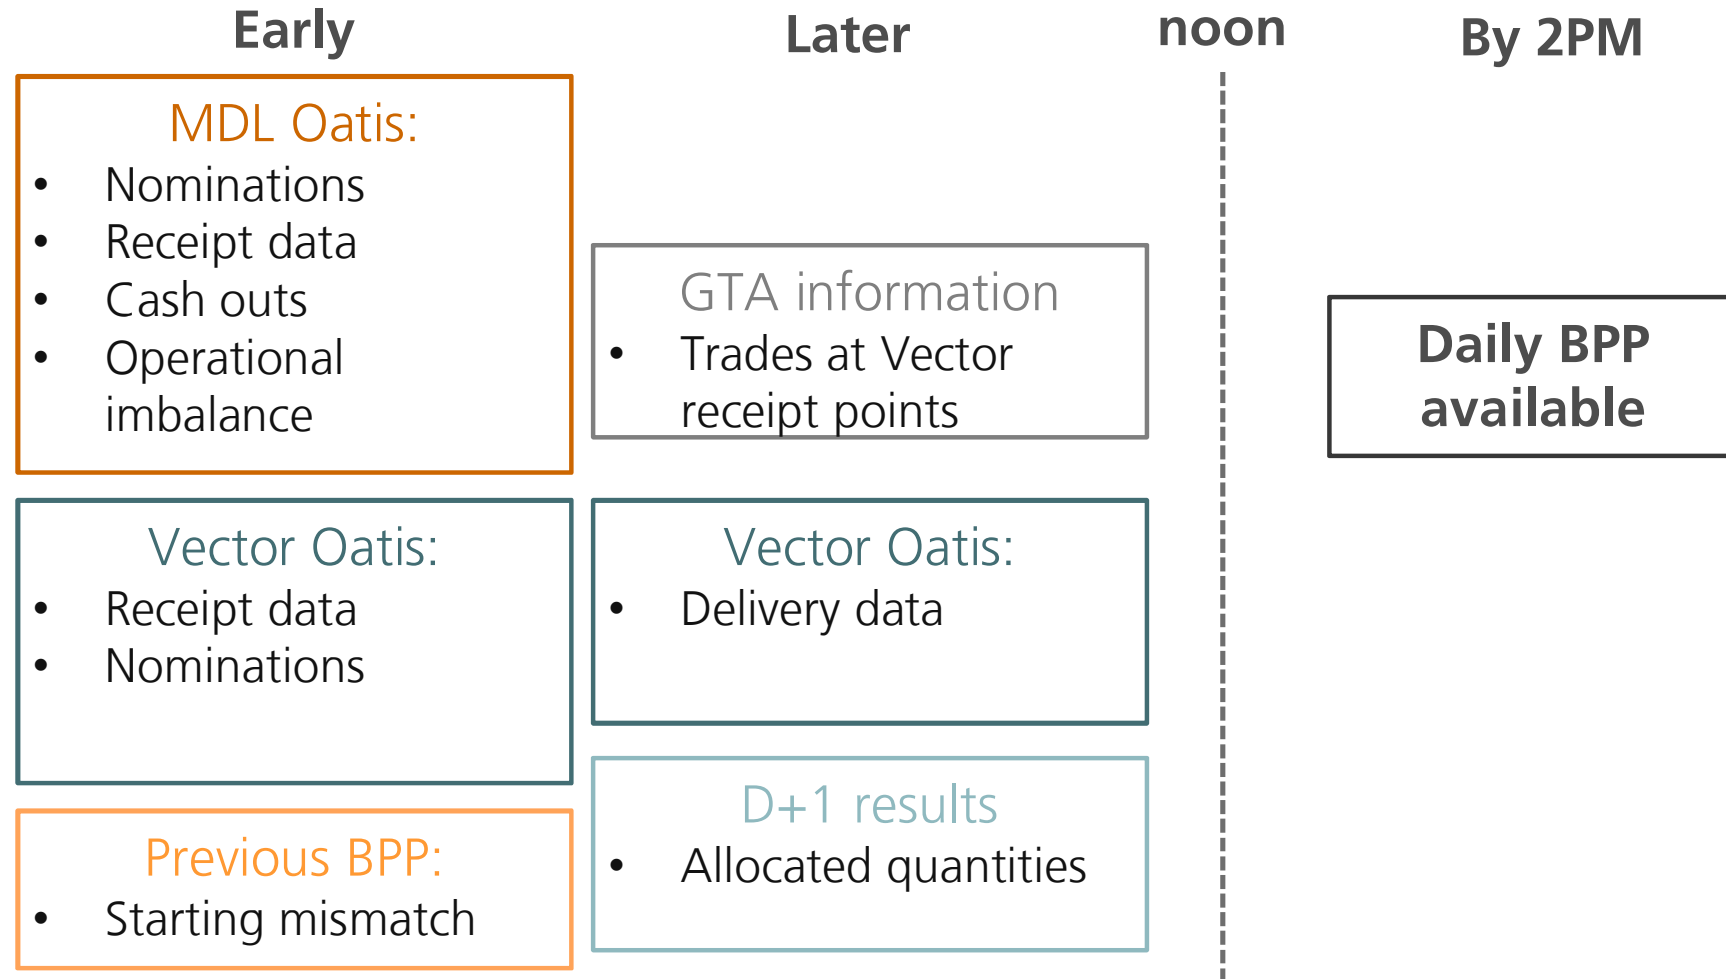 Early
Later
noon
By 2PM
MDL Oatis:
• Nominations
• Receipt data
• Cash outs
• Operational
imbalance
Vector Oatis:
• Receipt data
• Nominations
Previous BPP:
• Starting mismatch
GTA information
• Trades at Vector
receipt points
Vector Oatis:
• Delivery data
D+1 results
• Allocated quantities
Daily BPP
available